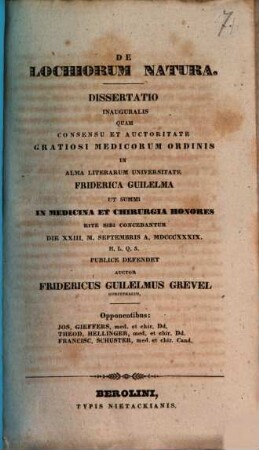 7.
DE
LOCHIORUM NATURA.
DISSERTATIO
INAUGURALIS
QUAM
CONSENSU ET AUCTORITATE
GRATIOSI MEDICORUM ORDINIS
IN
ALMA LITERARUM UNIVERSITATE
FRIDERICA GUILELMA
UT SUMMI
IN MEDICINA ET CHIRURGIA HONORES
RITE SIBI CONCEDANTUR
DIE XXIII. M. SEPTEMBRIS A. MDCCCXXXIX.
H. L. Q. S.
PUBLICE DEFENDET
AUCTOR
FRIDERICUS GUILELMUS GREVEL
Opponentibus:
JOS. GIEFFERS, med. et chir. Dd.
THEOD. HELLINGER, med. et chir. Dd.
FRANCISC. SCHUSTER, med. et chir. Cand.
BEROLINI,
TYPIS NIETACKIANIS.